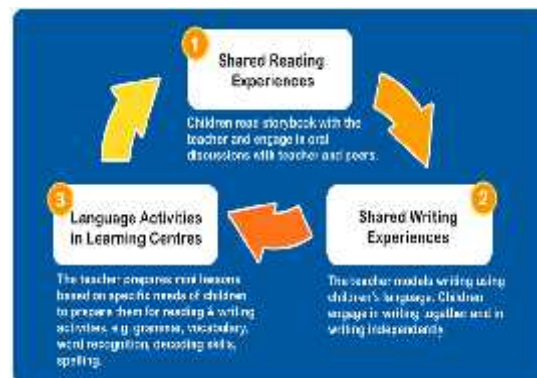 1
Shared Reading
Experiences
Children read storybook with the
teacher and engage in oral
discussions with teacher and peers.
2
Shared Writing
Experiences
The teacher models writing using
children's language. Children
engage in writing together and in
writing independently
3
Language Activities
in Learning Centres
The teacher prepares mini lessons
based on specific needs of children
to prepare them for reading & writing
activities, e.g. grammar, vocabulary,
word recognition, decoding skills,
spelling.